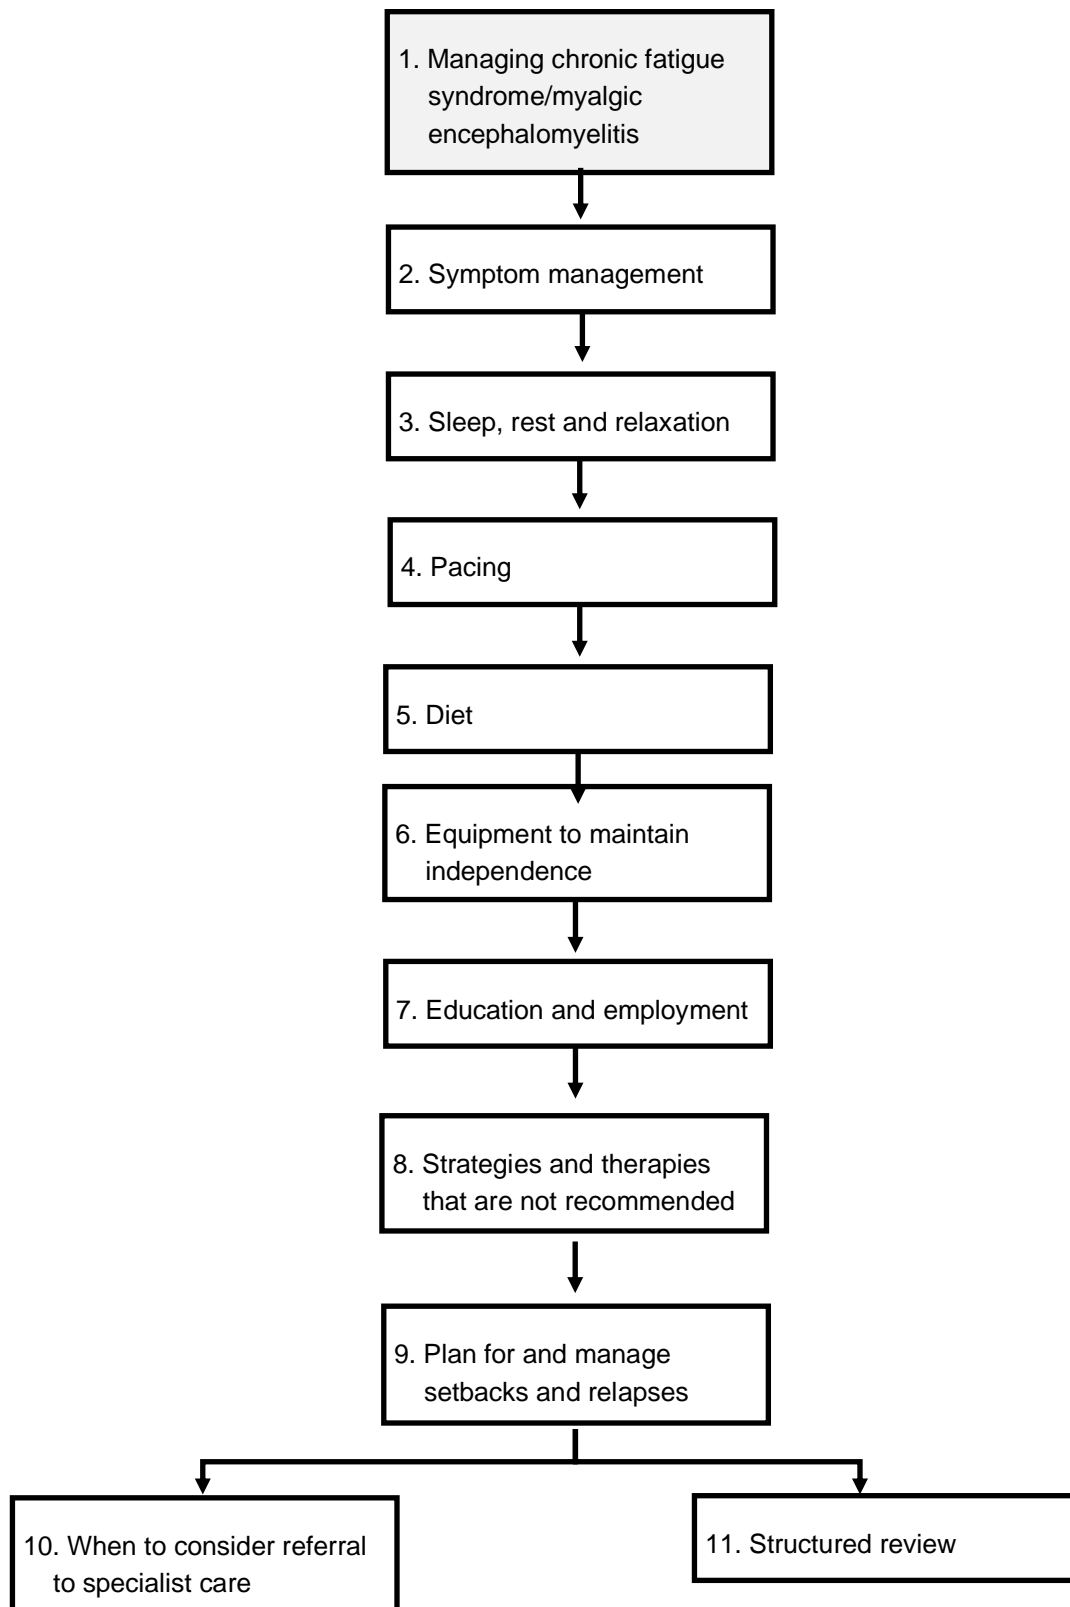 1. Managing chronic fatigue
syndrome/myalgic
encephalomyelitis
2. Symptom management
3. Sleep, rest and relaxation
4. Pacing
5. Diet
6. Equipment to maintain
independence
7. Education and employment
8. Strategies and therapies
that are not recommended
9. Plan for and manage
setbacks and relapses
10. When to consider referral
to specialist care
11. Structured review